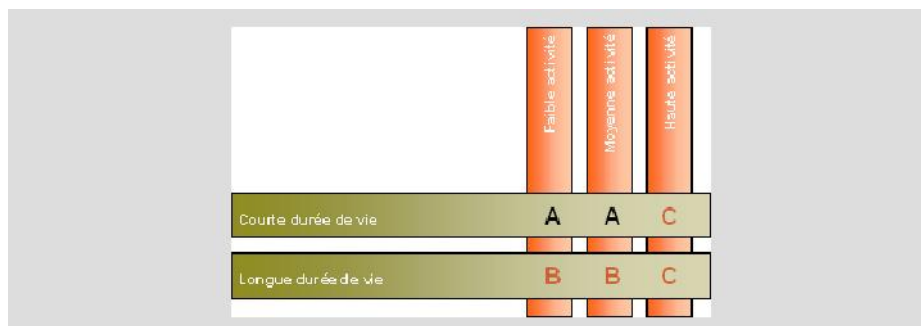 Faible activité
Moyenne activité
Haute activité
Courte durée de vie A A C
Longue durée de vie B B C